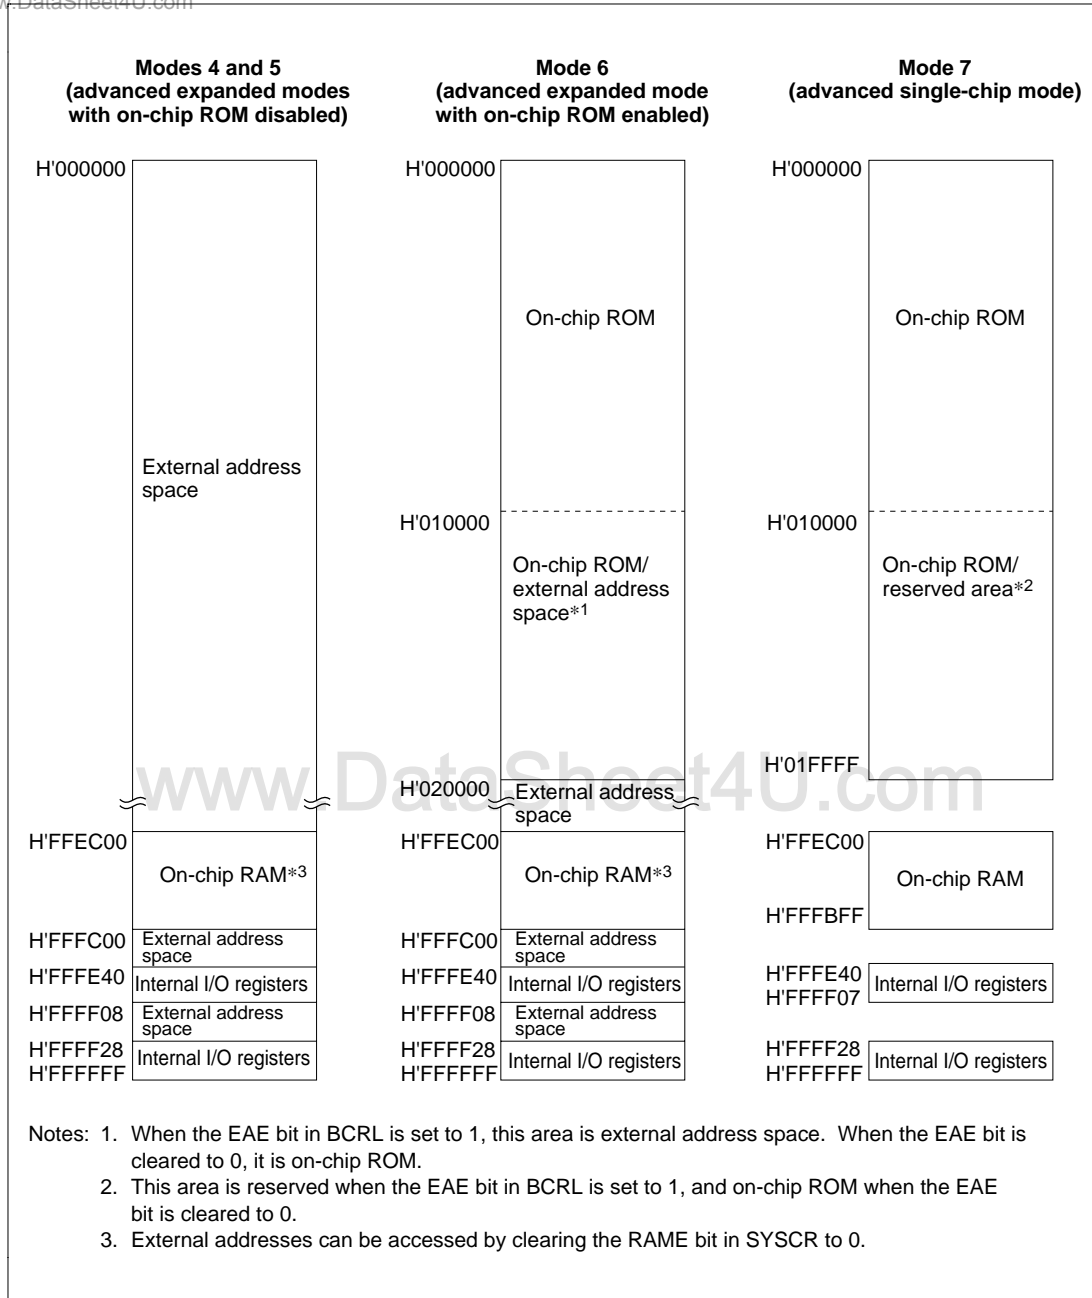 w.DataSheet4U.com
Modes 4 and 5
(advanced expanded modes
with on-chip ROM disabled)
Mode 6
(advanced expanded mode
with on-chip ROM enabled)
Mode 7
(advanced single-chip mode)
H'000000
External address
space
H'FFEC00
On-chip RAM*3
H'FFFC00
External address
space
H'FFFE40
Internal I/O registers
H'FFFF08
External address
space
H'FFFF28
Internal I/O registers
H'FFFFFF
H'000000
On-chip ROM
H'010000
On-chip ROM/
external address
space*1
H'020000
External address
space
H'FFEC00
On-chip RAM*3
H'FFFC00
External address
space
H'FFFE40
Internal I/O registers
H'FFFF08
External address
space
H'FFFF28
Internal I/O registers
H'FFFFFF
H'000000
On-chip ROM
H'010000
On-chip ROM/
reserved area*2
H'01FFFF
H'FFEC00
On-chip RAM
H'FFFBFF
H'FFFE40
Internal I/O registers
H'FFFF07
H'FFFF28
Internal I/O registers
H'FFFFFF
www.DataSheet4U.com
Notes: 1. When the EAE bit in BCRL is set to 1, this area is external address space. When the EAE bit is
cleared to 0, it is on-chip ROM.
2. This area is reserved when the EAE bit in BCRL is set to 1, and on-chip ROM when the EAE
bit is cleared to 0.
3. External addresses can be accessed by clearing the RAME bit in SYSCR to 0.